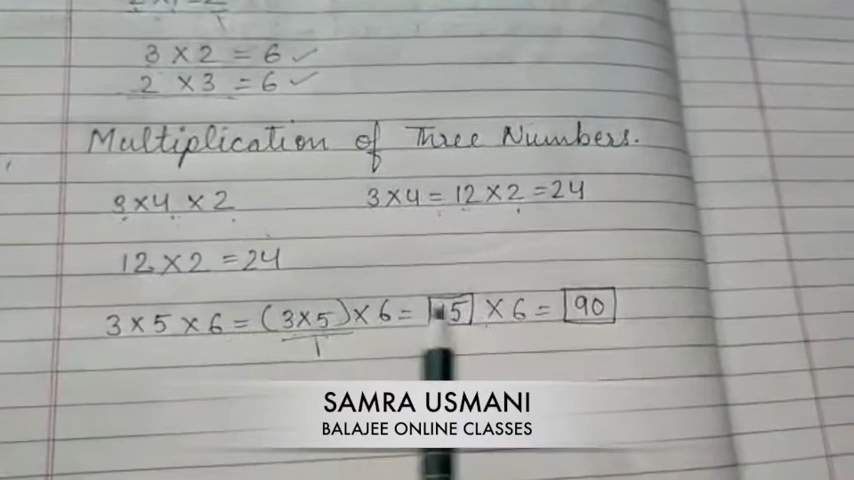 3 × 2 = 6 ✓
2 × 3 = 6 ✓
Multiplication of Three Numbers.
3×4 × 2 3×4 = 12 × 2 = 24
12 × 2 = 24
3 × 5 × 6 = (3×5) × 6 = 15 × 6 = 90
1
SAMRA USMANI
BALAJEE ONLINE CLASSES